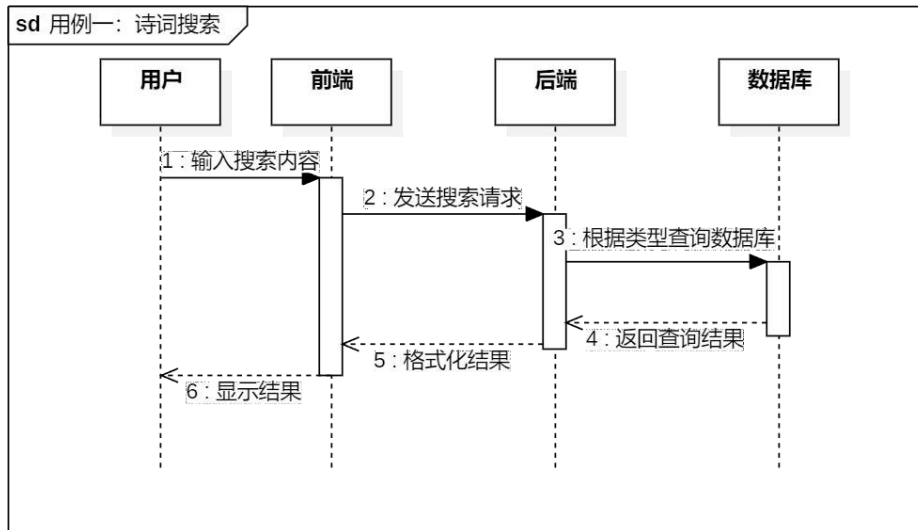 sd 用例一：诗词搜索
用户
前端
后端
数据库
1 : 输入搜索内容
2 : 发送搜索请求
3 : 根据类型查询数据库
4 : 返回查询结果
5 : 格式化结果
6 : 显示结果